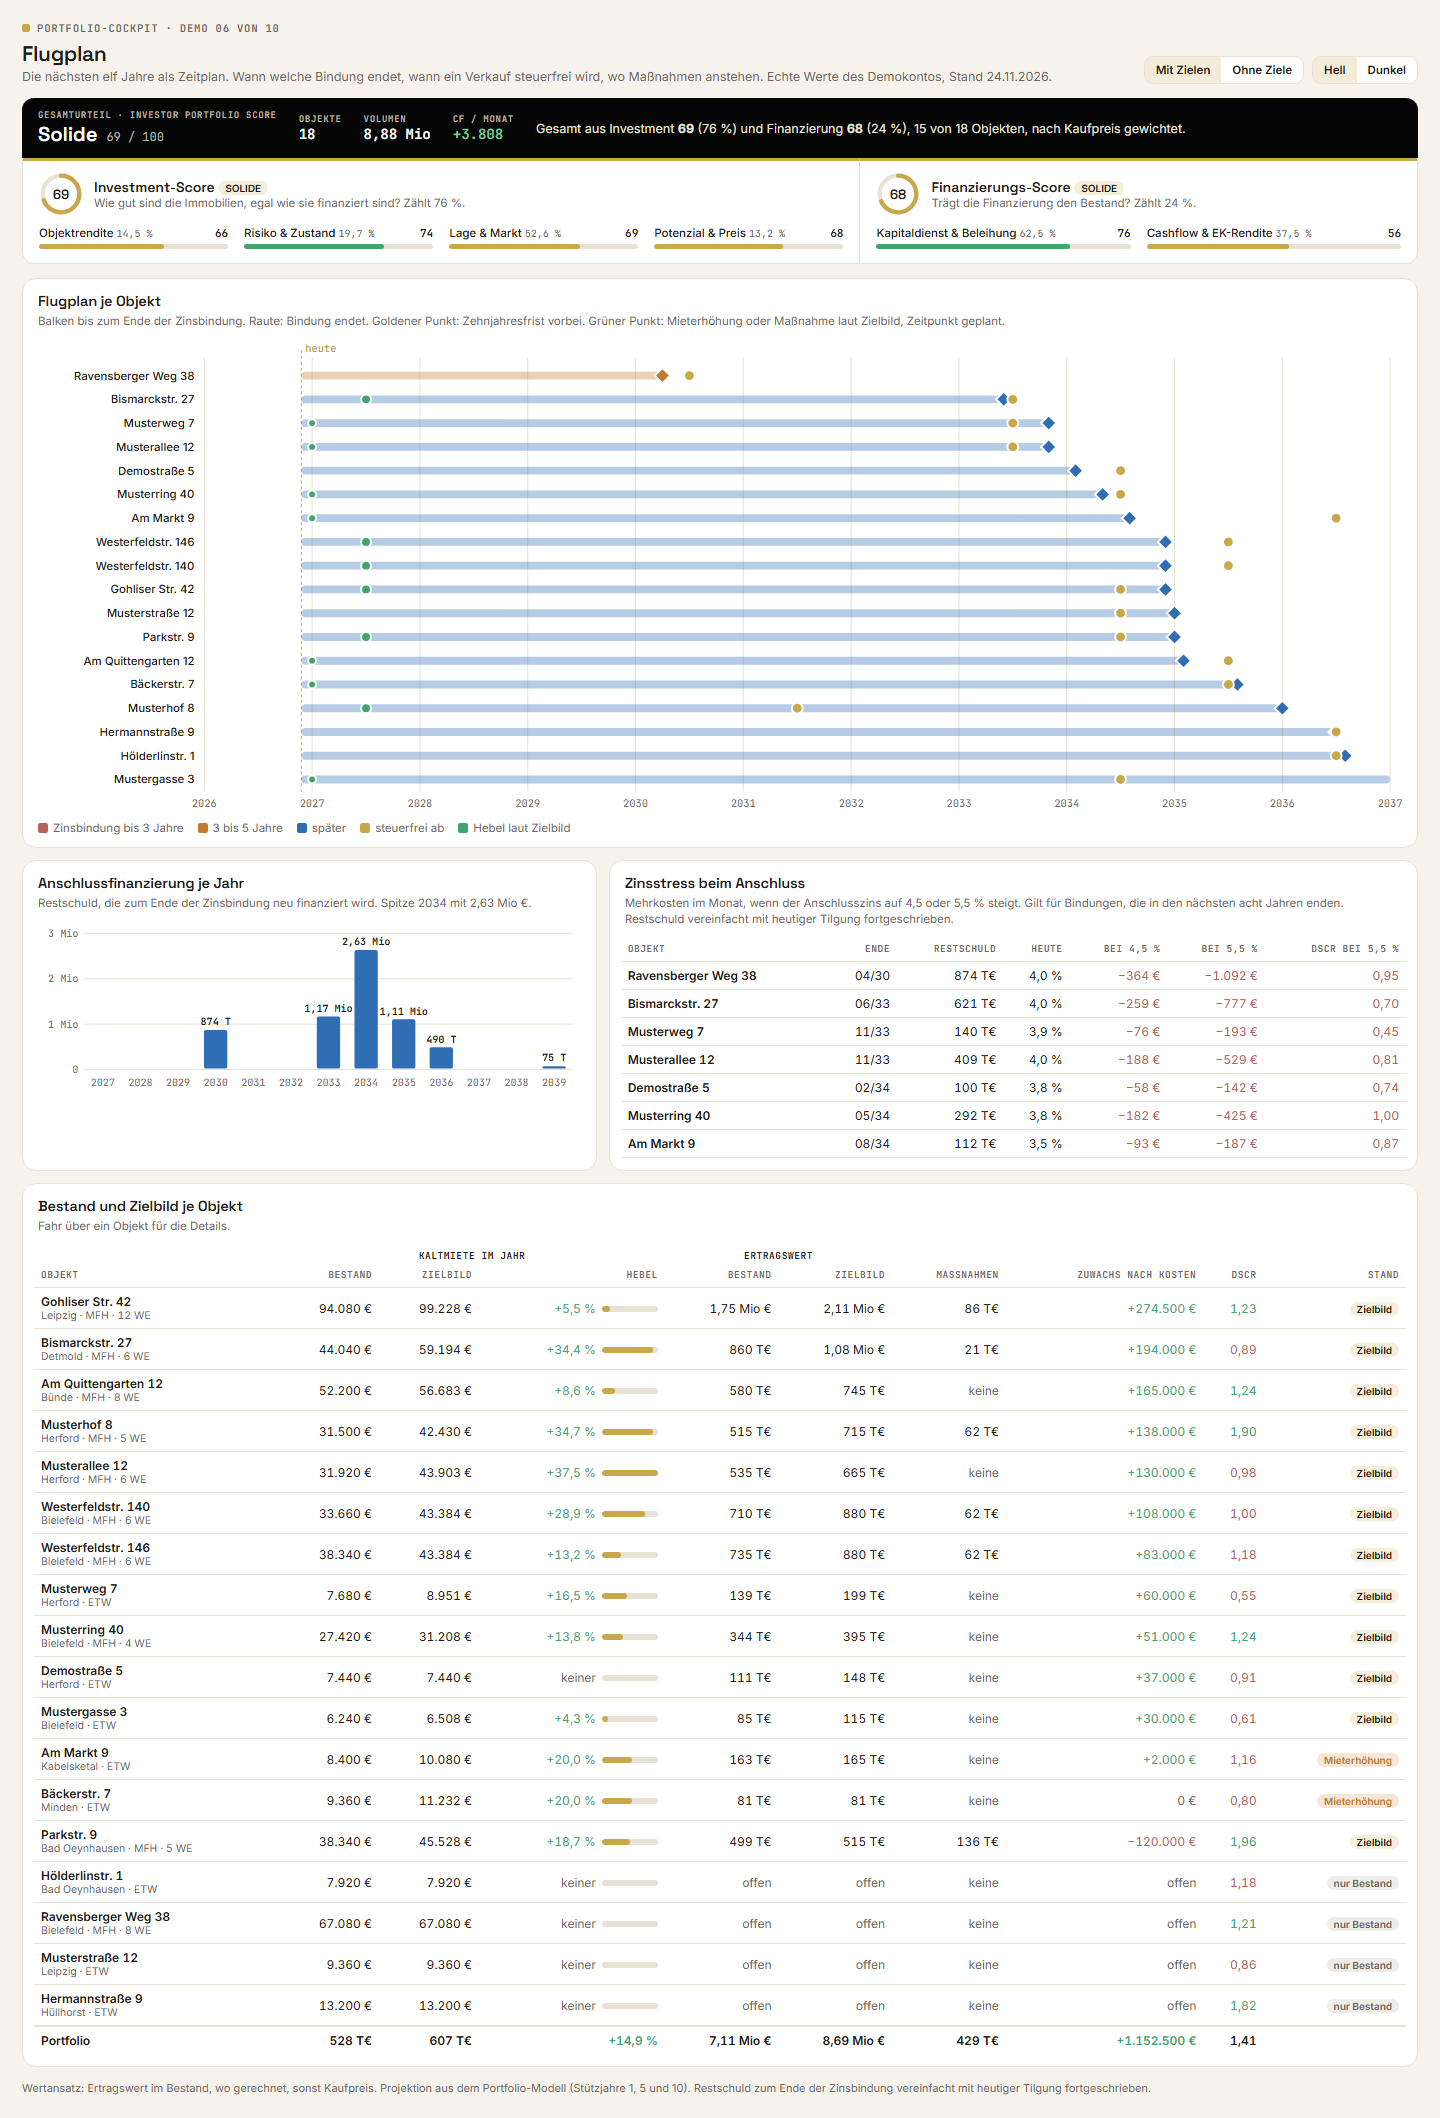 PORTFOLIO-COCKPIT · DEMO 06 VON 10
Flugplan
Die nächsten elf Jahre als Zeitplan. Wann welche Bindung endet, wann ein Verkauf steuerfrei wird, wo Maßnahmen anstehen. Echte Werte des Demokontos, Stand 24.11.2026.
Mit Zielen Ohne Ziele Hell Dunkel
GESAMTURTEIL · INVESTOR PORTFOLIO SCORE
Solide 69 / 100
OBJEKTE 18
VOLUMEN 8,88 Mio
CF / MONAT +3.808
Gesamt aus Investment 69 (76 %) und Finanzierung 68 (24 %), 15 von 18 Objekten, nach Kaufpreis gewichtet.
69 Investment-Score SOLIDE
Wie gut sind die Immobilien, egal wie sie finanziert sind? Zählt 76 %.
Objektrendite 14,5 % 66
Risiko & Zustand 19,7 % 74
Lage & Markt 52,6 % 69
Potenzial & Preis 13,2 % 68
68 Finanzierungs-Score SOLIDE
Trägt die Finanzierung den Bestand? Zählt 24 %.
Kapitaldienst & Beleihung 62,5 % 76
Cashflow & EK-Rendite 37,5 % 56
Flugplan je Objekt
Balken bis zum Ende der Zinsbindung. Raute: Bindung endet. Goldener Punkt: Zehnjahresfrist vorbei. Grüner Punkt: Mieterhöhung oder Maßnahme laut Zielbild, Zeitpunkt geplant.
heute
Ravensberger Weg 38
Bismarckstr. 27
Musterweg 7
Musterallee 12
Demostraße 5
Musterring 40
Am Markt 9
Westerfeldstr. 146
Westerfeldstr. 140
Gohliser Str. 42
Musterstraße 12
Parkstr. 9
Am Quittengarten 12
Bäckerstr. 7
Musterhof 8
Hermannstraße 9
Hölderlinstr. 1
Mustergasse 3
2026 2027 2028 2029 2030 2031 2032 2033 2034 2035 2036 2037
Zinsbindung bis 3 Jahre 3 bis 5 Jahre später steuerfrei ab Hebel laut Zielbild
Anschlussfinanzierung je Jahr
Restschuld, die zum Ende der Zinsbindung neu finanziert wird. Spitze 2034 mit 2,63 Mio €.
3 Mio
2 Mio
1 Mio
0
874 T
1,17 Mio
2,63 Mio
1,11 Mio
490 T
75 T
2027 2028 2029 2030 2031 2032 2033 2034 2035 2036 2037 2038 2039
Zinsstress beim Anschluss
Mehrkosten im Monat, wenn der Anschlusszins auf 4,5 oder 5,5 % steigt. Gilt für Bindungen, die in den nächsten acht Jahren enden.
Restschuld vereinfacht mit heutiger Tilgung fortgeschrieben.
OBJEKT ENDE RESTSCHULD HEUTE BEI 4,5 % BEI 5,5 % DSCR BEI 5,5 %
Ravensberger Weg 38 04/30 874 T€ 4,0 % −364 € −1.092 € 0,95
Bismarckstr. 27 06/33 621 T€ 4,0 % −259 € −777 € 0,70
Musterweg 7 11/33 140 T€ 3,9 % −76 € −193 € 0,45
Musterallee 12 11/33 409 T€ 4,0 % −188 € −529 € 0,81
Demostraße 5 02/34 100 T€ 3,8 % −58 € −142 € 0,74
Musterring 40 05/34 292 T€ 3,8 % −182 € −425 € 1,00
Am Markt 9 08/34 112 T€ 3,5 % −93 € −187 € 0,87
Bestand und Zielbild je Objekt
Fahr über ein Objekt für die Details.
KALTMIETE IM JAHR ERTRAGSWERT
OBJEKT BESTAND ZIELBILD HEBEL BESTAND ZIELBILD MASSNAHMEN ZUWACHS NACH KOSTEN DSCR STAND
Gohliser Str. 42 94.080 € 99.228 € +5,5 % 1,75 Mio € 2,11 Mio € 86 T€ +274.500 € 1,23 Zielbild
Leipzig · MFH · 12 WE
Bismarckstr. 27 44.040 € 59.194 € +34,4 % 860 T€ 1,08 Mio € 21 T€ +194.000 € 0,89 Zielbild
Detmold · MFH · 6 WE
Am Quittengarten 12 52.200 € 56.683 € +8,6 % 580 T€ 745 T€ keine +165.000 € 1,24 Zielbild
Bünde · MFH · 8 WE
Musterhof 8 31.500 € 42.430 € +34,7 % 515 T€ 715 T€ 62 T€ +138.000 € 1,90 Zielbild
Herford · MFH · 5 WE
Musterallee 12 31.920 € 43.903 € +37,5 % 535 T€ 665 T€ keine +130.000 € 0,98 Zielbild
Herford · MFH · 6 WE
Westerfeldstr. 140 33.660 € 43.384 € +28,9 % 710 T€ 880 T€ 62 T€ +108.000 € 1,00 Zielbild
Bielefeld · MFH · 6 WE
Westerfeldstr. 146 38.340 € 43.384 € +13,2 % 735 T€ 880 T€ 62 T€ +83.000 € 1,18 Zielbild
Bielefeld · MFH · 6 WE
Musterweg 7 7.680 € 8.951 € +16,5 % 139 T€ 199 T€ keine +60.000 € 0,55 Zielbild
Herford · ETW
Musterring 40 27.420 € 31.208 € +13,8 % 344 T€ 395 T€ keine +51.000 € 1,24 Zielbild
Bielefeld · MFH · 4 WE
Demostraße 5 7.440 € 7.440 € keiner 111 T€ 148 T€ keine +37.000 € 0,91 Zielbild
Herford · ETW
Mustergasse 3 6.240 € 6.508 € +4,3 % 85 T€ 115 T€ keine +30.000 € 0,61 Zielbild
Bielefeld · ETW
Am Markt 9 8.400 € 10.080 € +20,0 % 163 T€ 165 T€ keine +2.000 € 1,16 Mieterhöhung
Kabelsketal · ETW
Bäckerstr. 7 9.360 € 11.232 € +20,0 % 81 T€ 81 T€ keine 0 € 0,80 Mieterhöhung
Minden · ETW
Parkstr. 9 38.340 € 45.528 € +18,7 % 499 T€ 515 T€ 136 T€ −120.000 € 1,96 Zielbild
Bad Oeynhausen · MFH · 5 WE
Hölderlinstr. 1 7.920 € 7.920 € keiner offen offen keine offen 1,18 nur Bestand
Bad Oeynhausen · ETW
Ravensberger Weg 38 67.080 € 67.080 € keiner offen offen keine offen 1,21 nur Bestand
Bielefeld · MFH · 8 WE
Musterstraße 12 9.360 € 9.360 € keiner offen offen keine offen 0,86 nur Bestand
Leipzig · ETW
Hermannstraße 9 13.200 € 13.200 € keiner offen offen keine offen 1,82 nur Bestand
Hüllhorst · ETW
Portfolio 528 T€ 607 T€ +14,9 % 7,11 Mio € 8,69 Mio € 429 T€ +1.152.500 € 1,41
Wertansatz: Ertragswert im Bestand, wo gerechnet, sonst Kaufpreis. Projektion aus dem Portfolio-Modell (Stützjahre 1, 5 und 10). Restschuld zum Ende der Zinsbindung vereinfacht mit heutiger Tilgung fortgeschrieben.